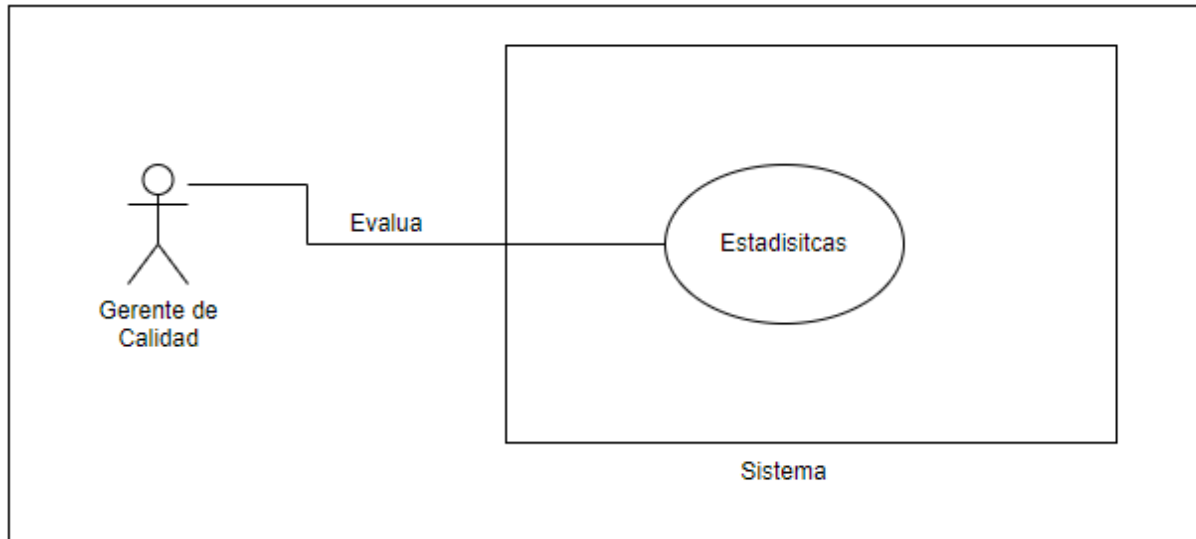 Evalua
Estadisitcas
Gerente de
Calidad
Sistema